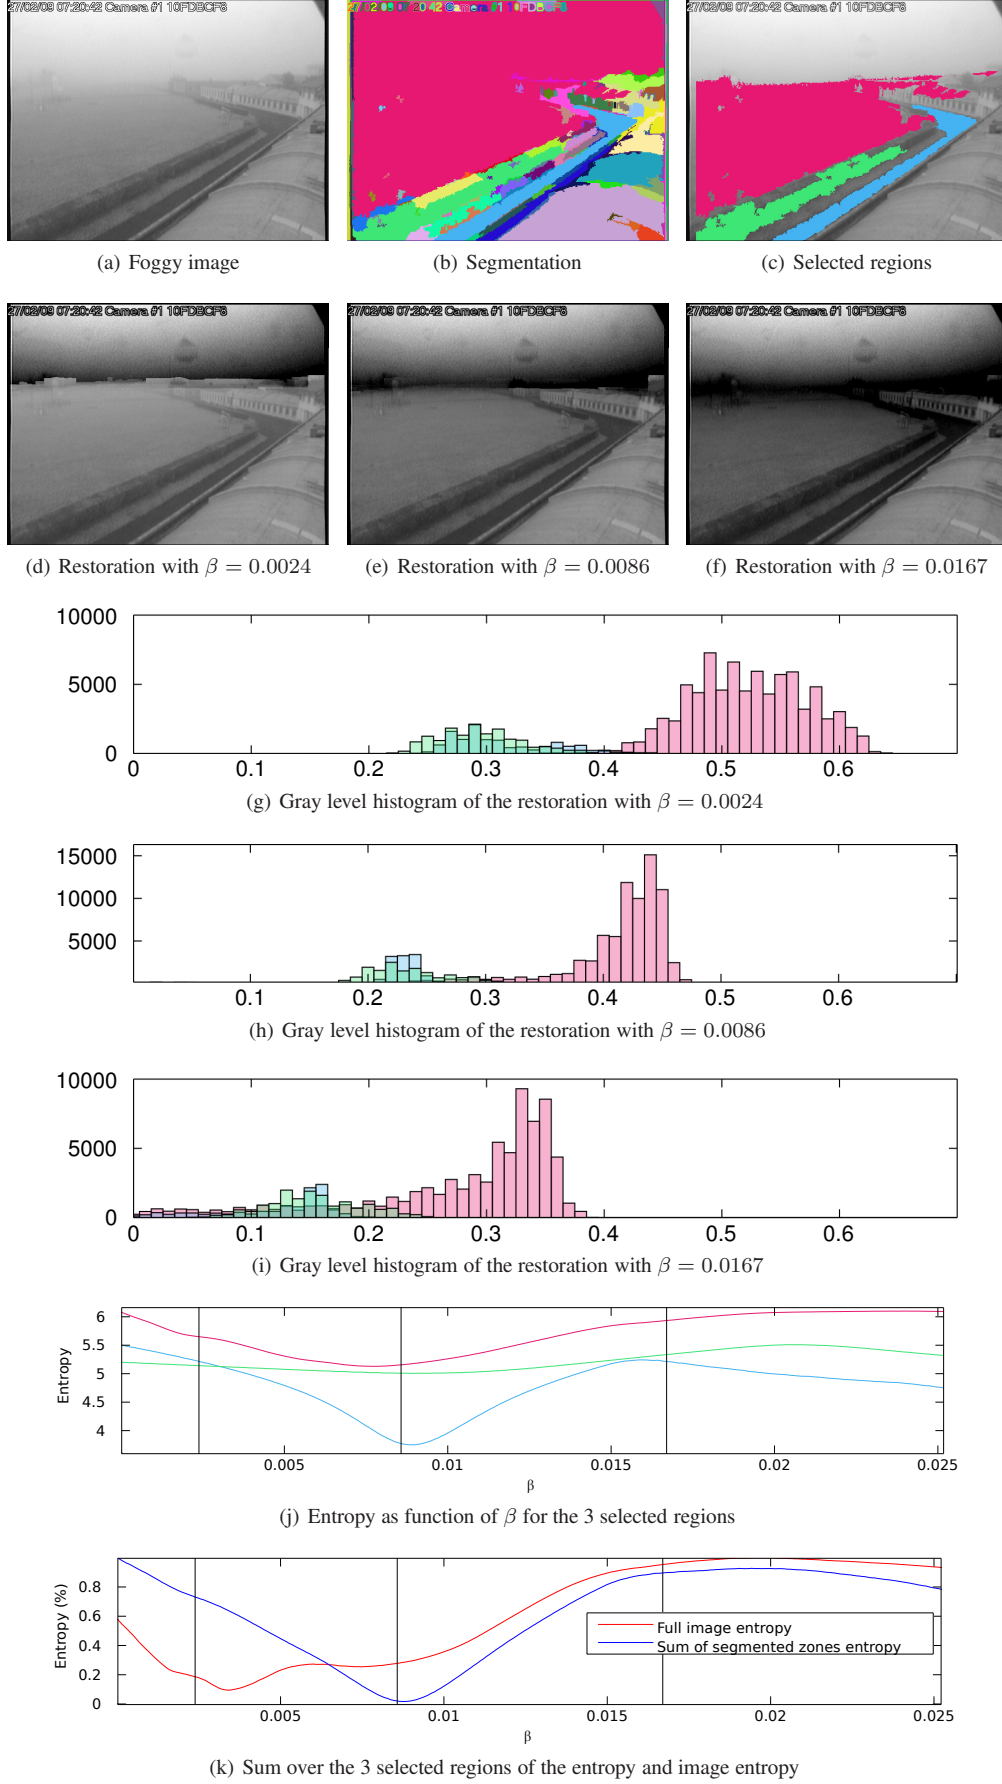 27/02/09 07:20:42 Camera #1 10FDBCF8
27/02/09 07:20:42 Camera #1 10FDBCF8
27/02/09 07:20:42 Camera #1 10FDBCF8
(a) Foggy image
(b) Segmentation
(c) Selected regions
27/02/09 07:20:42 Camera #1 10FDBCF8
27/02/09 07:20:42 Camera #1 10FDBCF8
27/02/09 07:20:42 Camera #1 10FDBCF8
(d) Restoration with β = 0.0024
(e) Restoration with β = 0.0086
(f) Restoration with β = 0.0167
10000
5000
0
0 0.1 0.2 0.3 0.4 0.5 0.6
(g) Gray level histogram of the restoration with β = 0.0024
15000
10000
5000
0.1 0.2 0.3 0.4 0.5 0.6
(h) Gray level histogram of the restoration with β = 0.0086
10000
5000
0
0 0.1 0.2 0.3 0.4 0.5 0.6
(i) Gray level histogram of the restoration with β = 0.0167
6
5.5
5
4.5
4
Entropy
0.005 0.01 0.015 0.02 0.025
β
(j) Entropy as function of β for the 3 selected regions
0.8
0.6
0.4
0.2
0
Entropy (%)
Full image entropy
Sum of segmented zones entropy
0.005 0.01 0.015 0.02 0.025
β
(k) Sum over the 3 selected regions of the entropy and image entropy